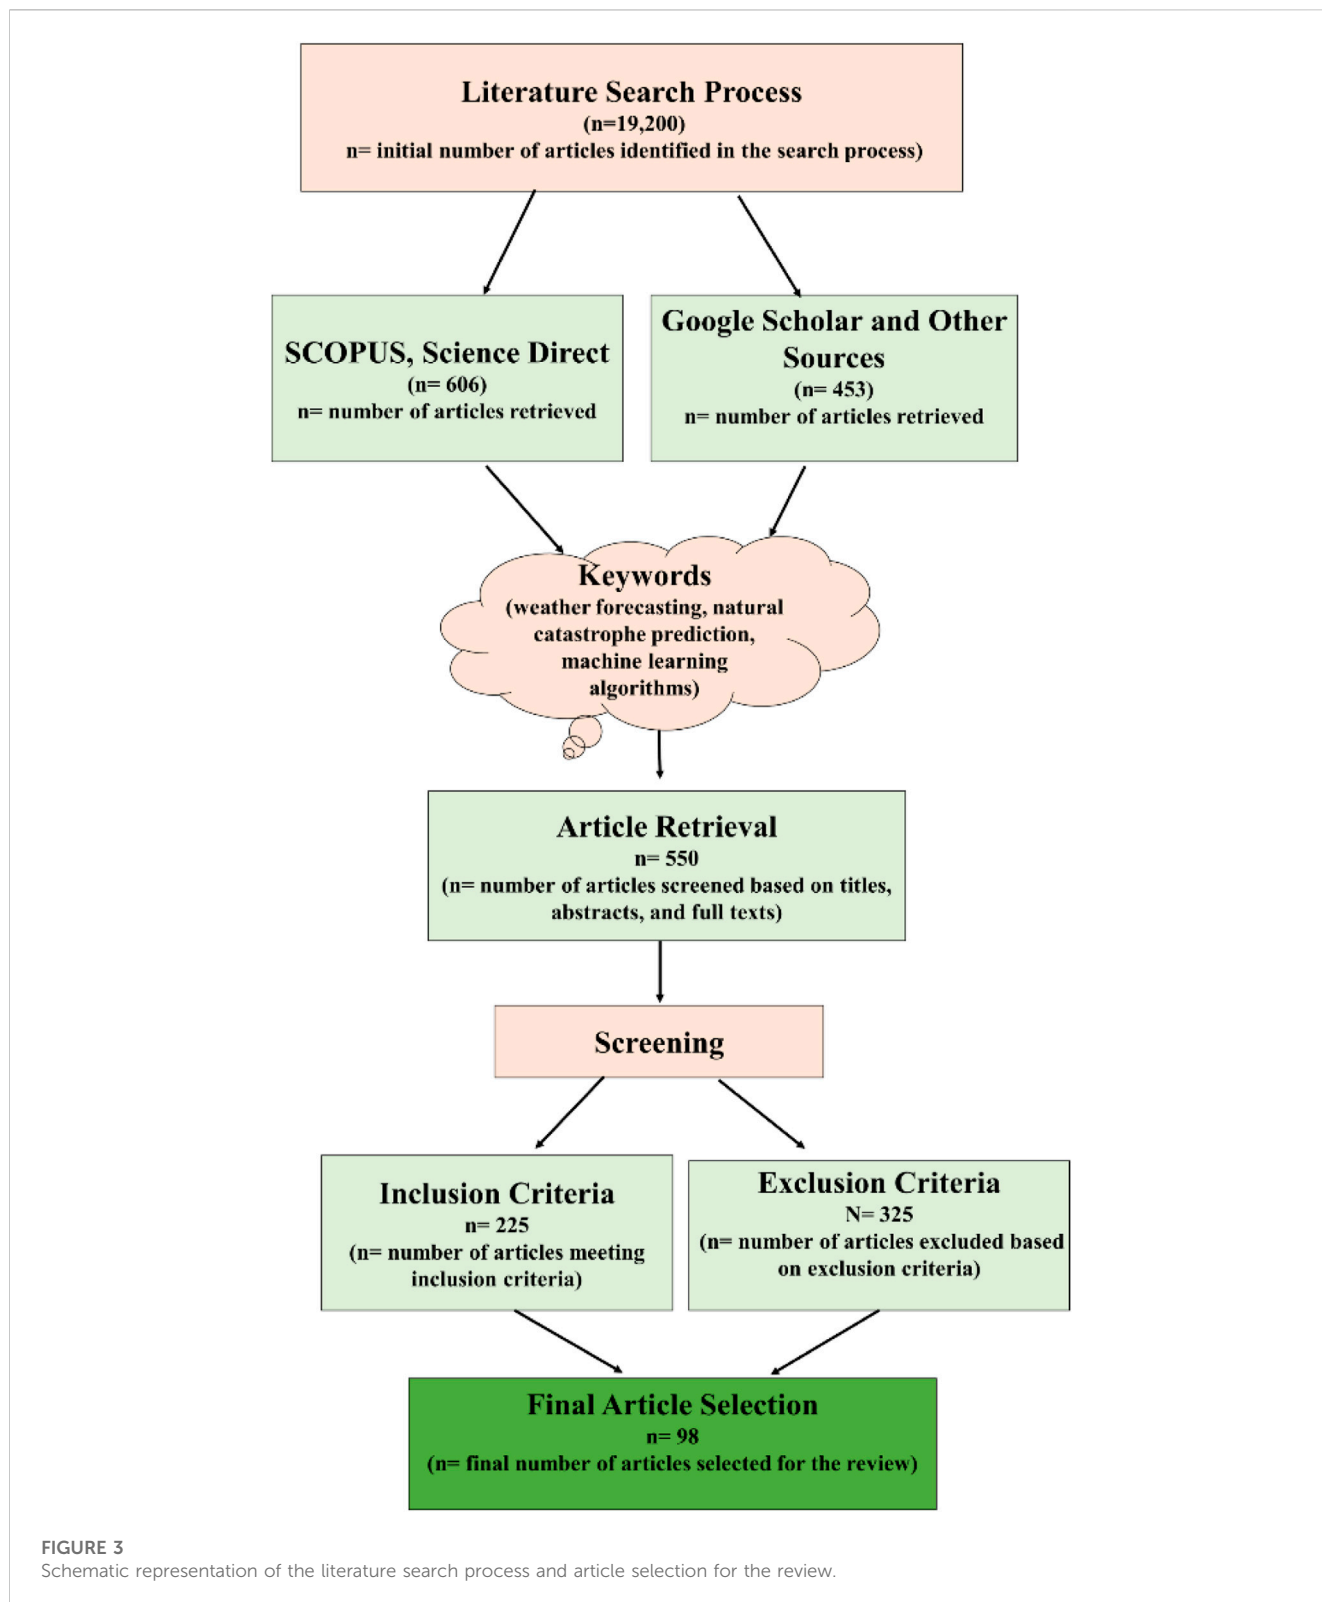 Literature Search Process
(n=19,200)
n= initial number of articles identified in the search process)
SCOPUS, Science Direct
(n= 606)
n= number of articles retrieved
Google Scholar and Other
Sources
(n= 453)
n= number of articles retrieved
Keywords
(weather forecasting, natural
catastrophe prediction,
machine learning
algorithms)
Article Retrieval
n= 550
(n= number of articles screened based on titles,
abstracts, and full texts)
Screening
Inclusion Criteria
n= 225
(n= number of articles meeting
inclusion criteria)
Exclusion Criteria
N= 325
(n= number of articles excluded based
on exclusion criteria)
Final Article Selection
n= 98
(n= final number of articles selected for the review)
FIGURE 3
Schematic representation of the literature search process and article selection for the review.